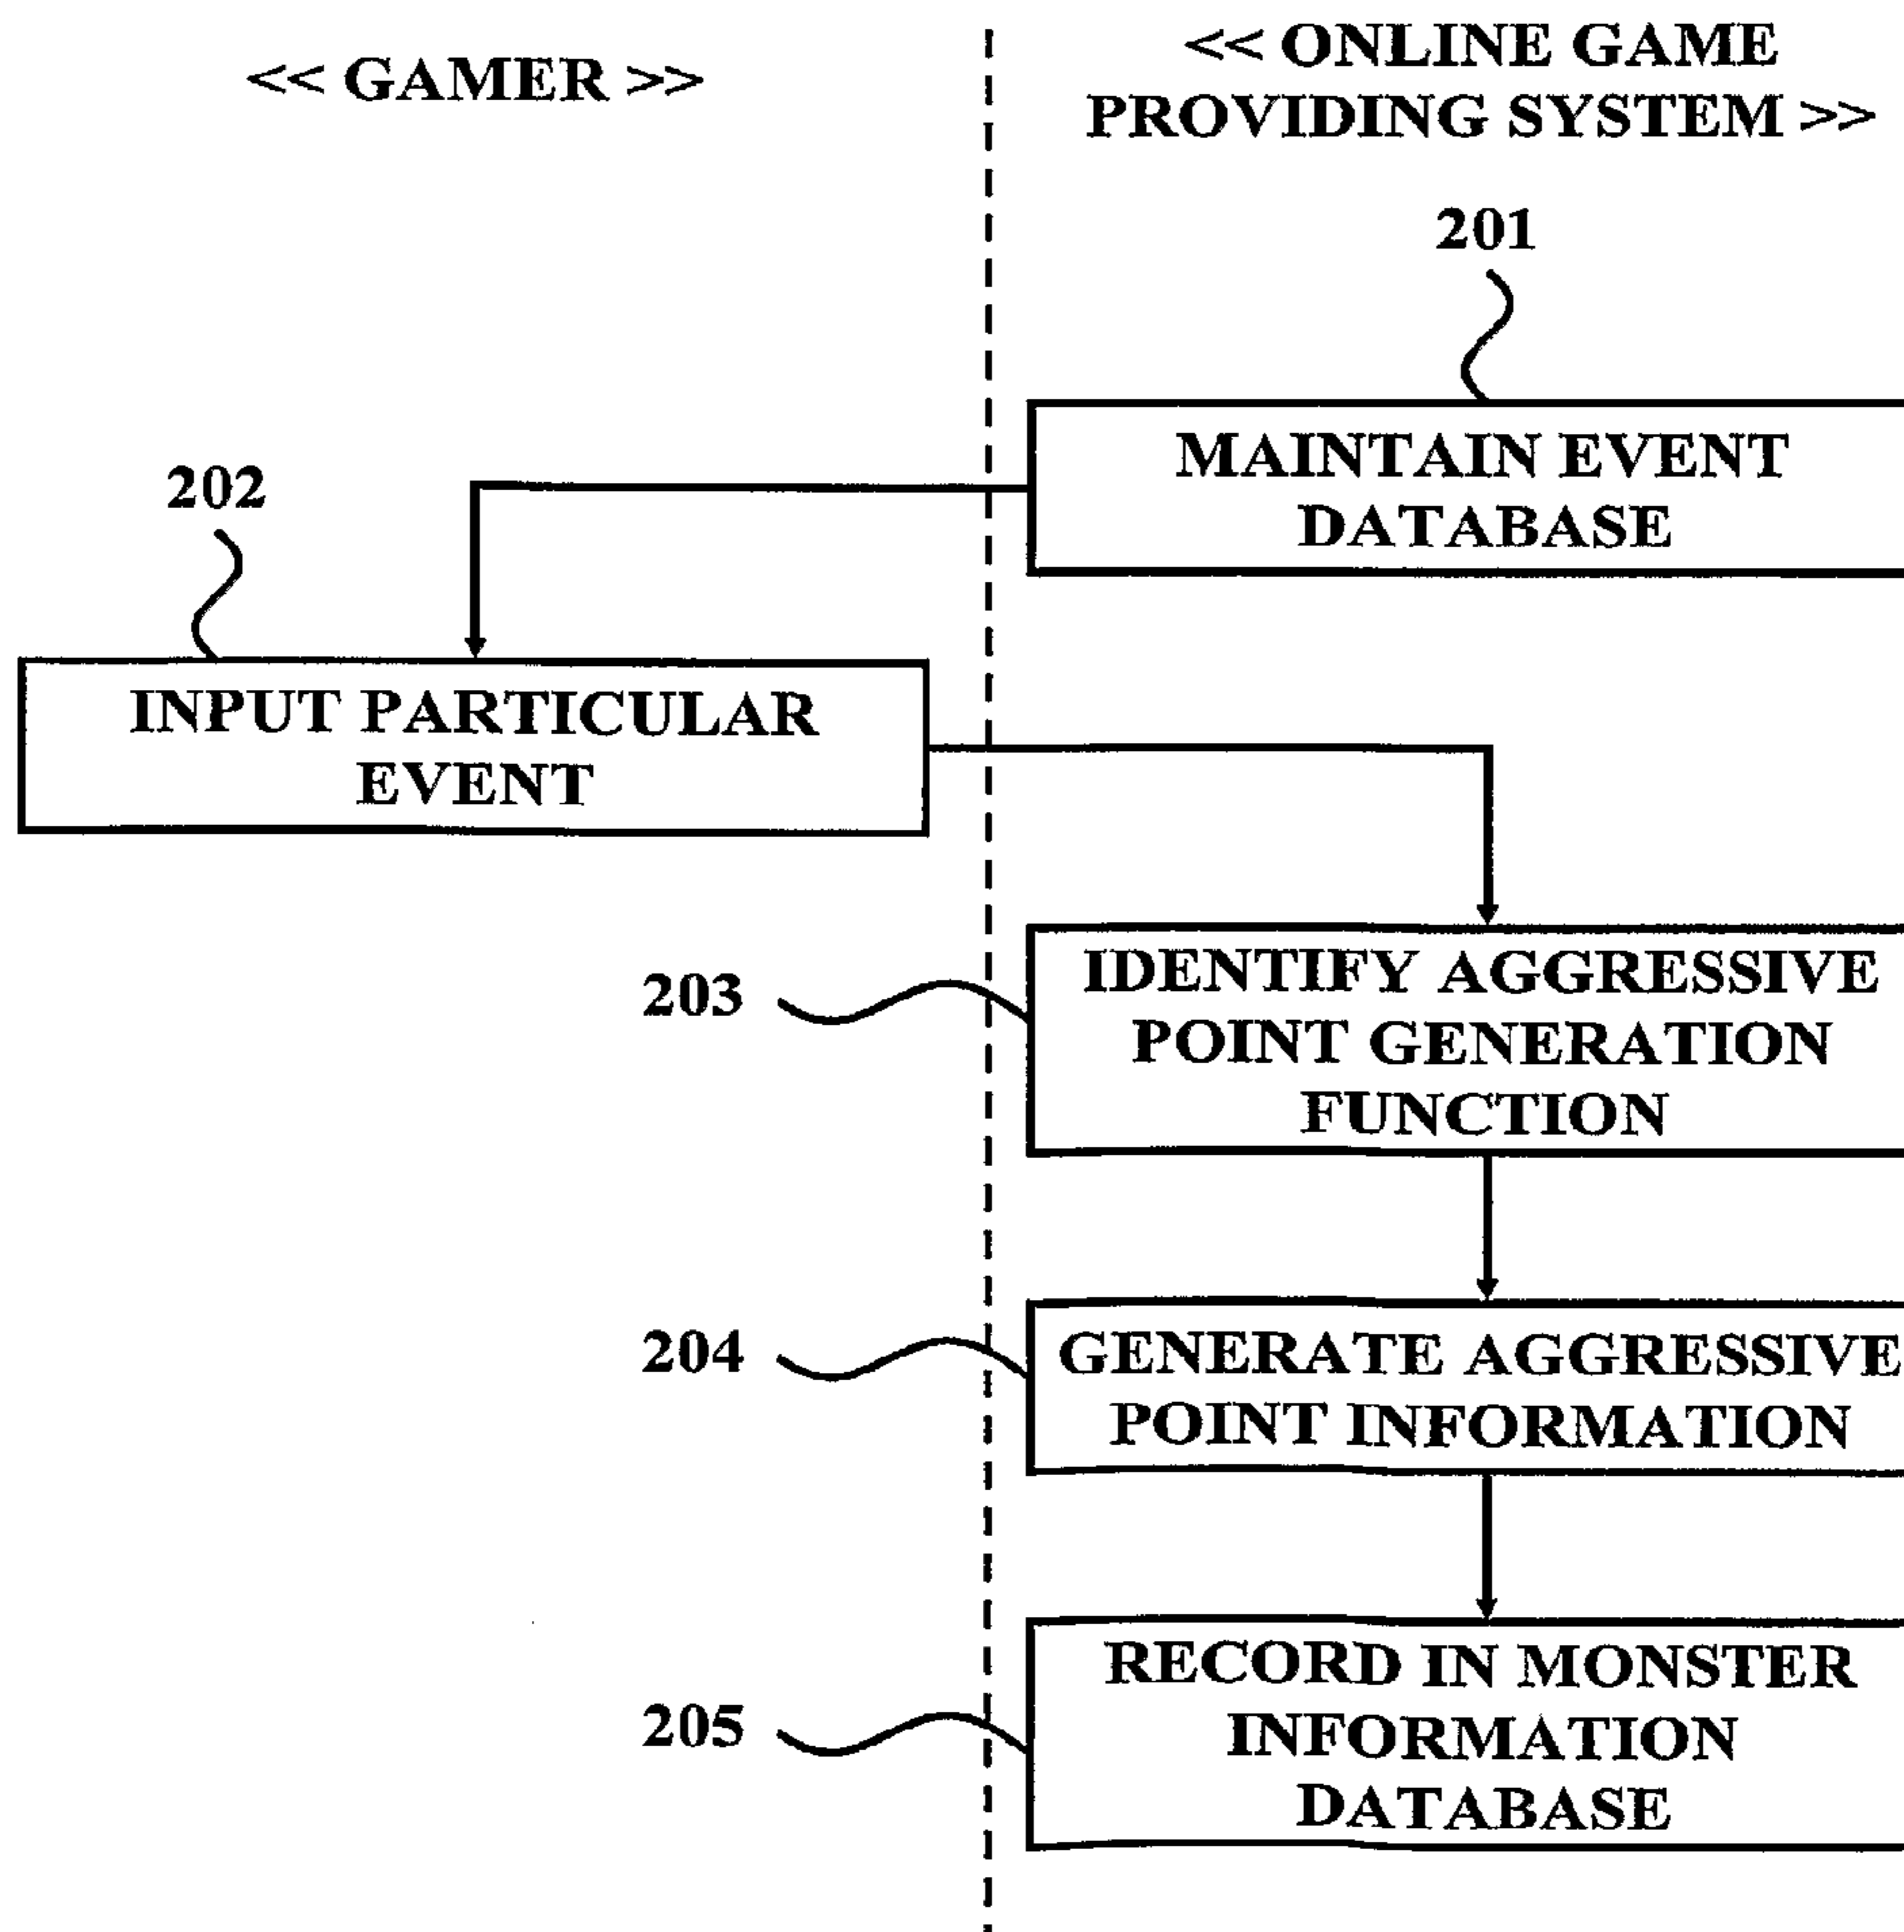 << GAMER >>
<< ONLINE GAME
PROVIDING SYSTEM >>
201
MAINTAIN EVENT
DATABASE
202
INPUT PARTICULAR
EVENT
203
IDENTIFY AGGRESSIVE
POINT GENERATION
FUNCTION
204
GENERATE AGGRESSIVE
POINT INFORMATION
205
RECORD IN MONSTER
INFORMATION
DATABASE